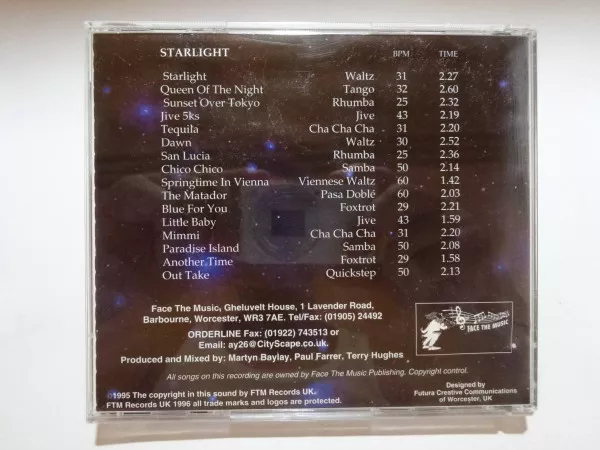 STARLIGHT BPM TIME
Starlight Waltz 31 2.27
Queen Of The Night Tango 32 2.60
Sunset Over Tokyo Rhumba 25 2.32
Jive 5ks Jive 43 2.19
Tequila Cha Cha Cha 31 2.20
Dawn Waltz 30 2.52
San Lucia Rhumba 25 2.36
Chico Chico Samba 50 2.14
Springtime In Vienna Viennese Waltz 60 1.42
The Matador Pasa Doblé 60 2.03
Blue For You Foxtrot 29 2.21
Little Baby Jive 43 1.59
Mimmi Cha Cha Cha 31 2.20
Paradise Island Samba 50 2.08
Another Time Foxtrot 29 1.58
Out Take Quickstep 50 2.13
Face The Music, Gheluvelt House, 1 Lavender Road,
Barbourne, Worcester, WR3 7AE. Tel/Fax: (01905) 24492
ORDERLINE Fax: (01922) 743513 or
Email: ay26@CityScape.co.uk.
Produced and Mixed by: Martyn Baylay, Paul Farrer, Terry Hughes
FACE THE MUSIC
All songs on this recording are owned by Face The Music Publishing. Copyright control.
©1995 The copyright in this sound by FTM Records UK.
FTM Records UK 1996 all trade marks and logos are protected.
Designed by
Futura Creative Communications
of Worcester, UK